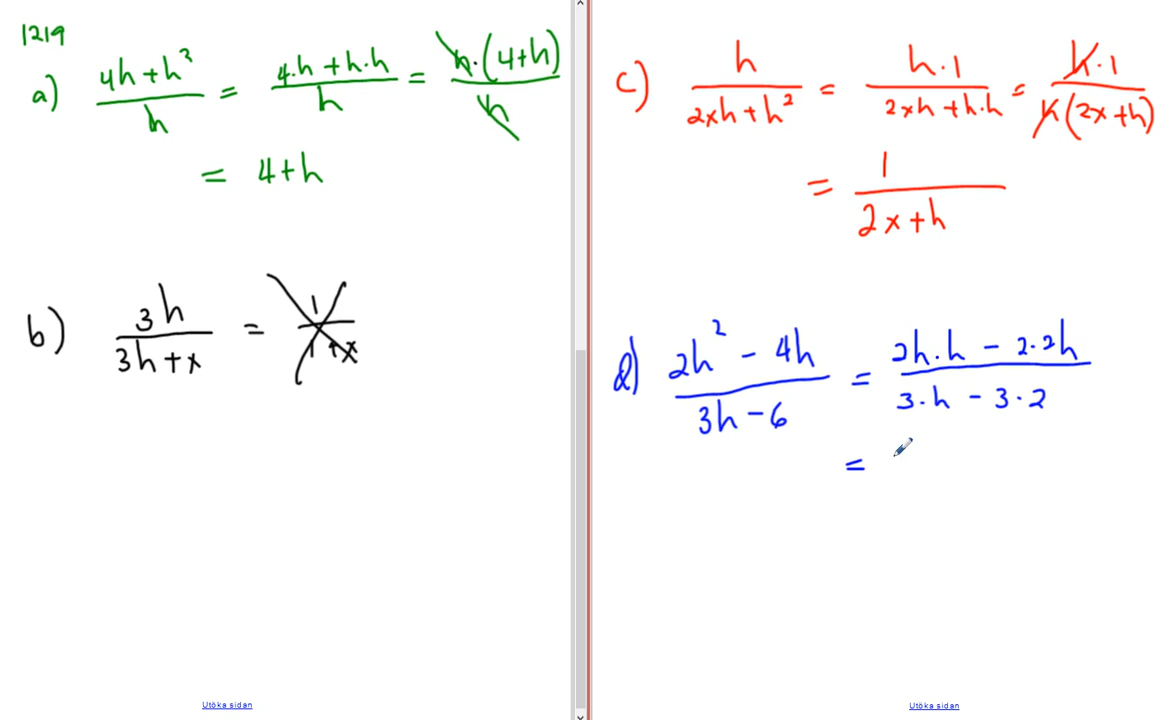 1219
a) (4h+h²)/h = (4·h+h·h)/h = (h·(4+h))/h
= 4+h
b) 3h/(3h+x) = 1/(1+x)
Utöka sidan
c) h/(2xh+h²) = (h·1)/(2xh+h·h) = (h·1)/(h(2x+h))
= 1/(2x+h)
d) (2h²-4h)/(3h-6) = (2h·h-2·2h)/(3·h-3·2)
=
Utöka sidan